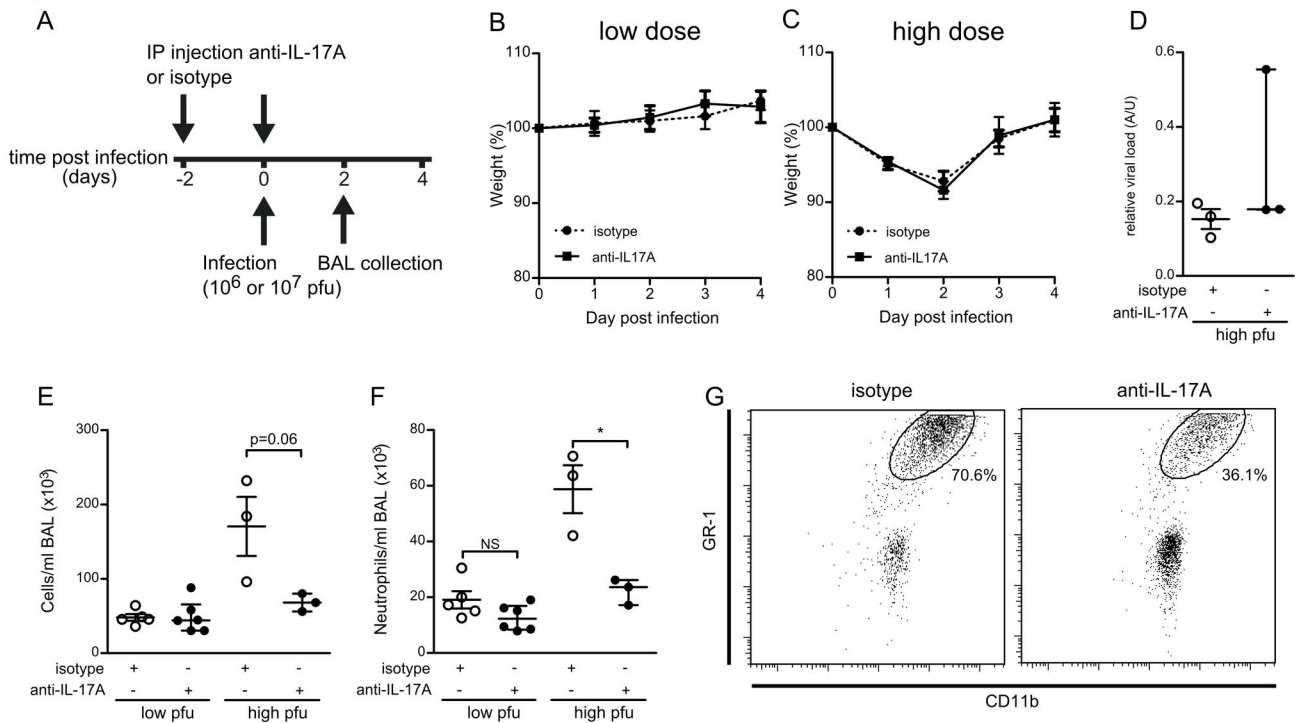 A
IP injection anti-IL-17A
or isotype
time post infection
(days)
-2
0
2
4
Infection
(10⁶ or 10⁷ pfu)
BAL collection
B
low dose
Weight (%)
110
100
90
80
isotype
anti-IL17A
0
1
2
3
4
Day post infection
C
high dose
Weight (%)
110
100
90
80
isotype
anti-IL17A
0
1
2
3
4
Day post infection
D
relative viral load (A/U)
0.6
0.4
0.2
0.0
isotype + -
anti-IL-17A - +
high pfu
E
Cells/ml BAL (x10³)
300
200
100
0
p=0.06
isotype + - + -
anti-IL-17A - + - +
low pfu high pfu
F
Neutrophils/ml BAL (x10³)
80
60
40
20
0
NS
*
isotype + - + -
anti-IL-17A - + - +
low pfu high pfu
G
isotype
anti-IL-17A
70.6%
36.1%
GR-1
CD11b